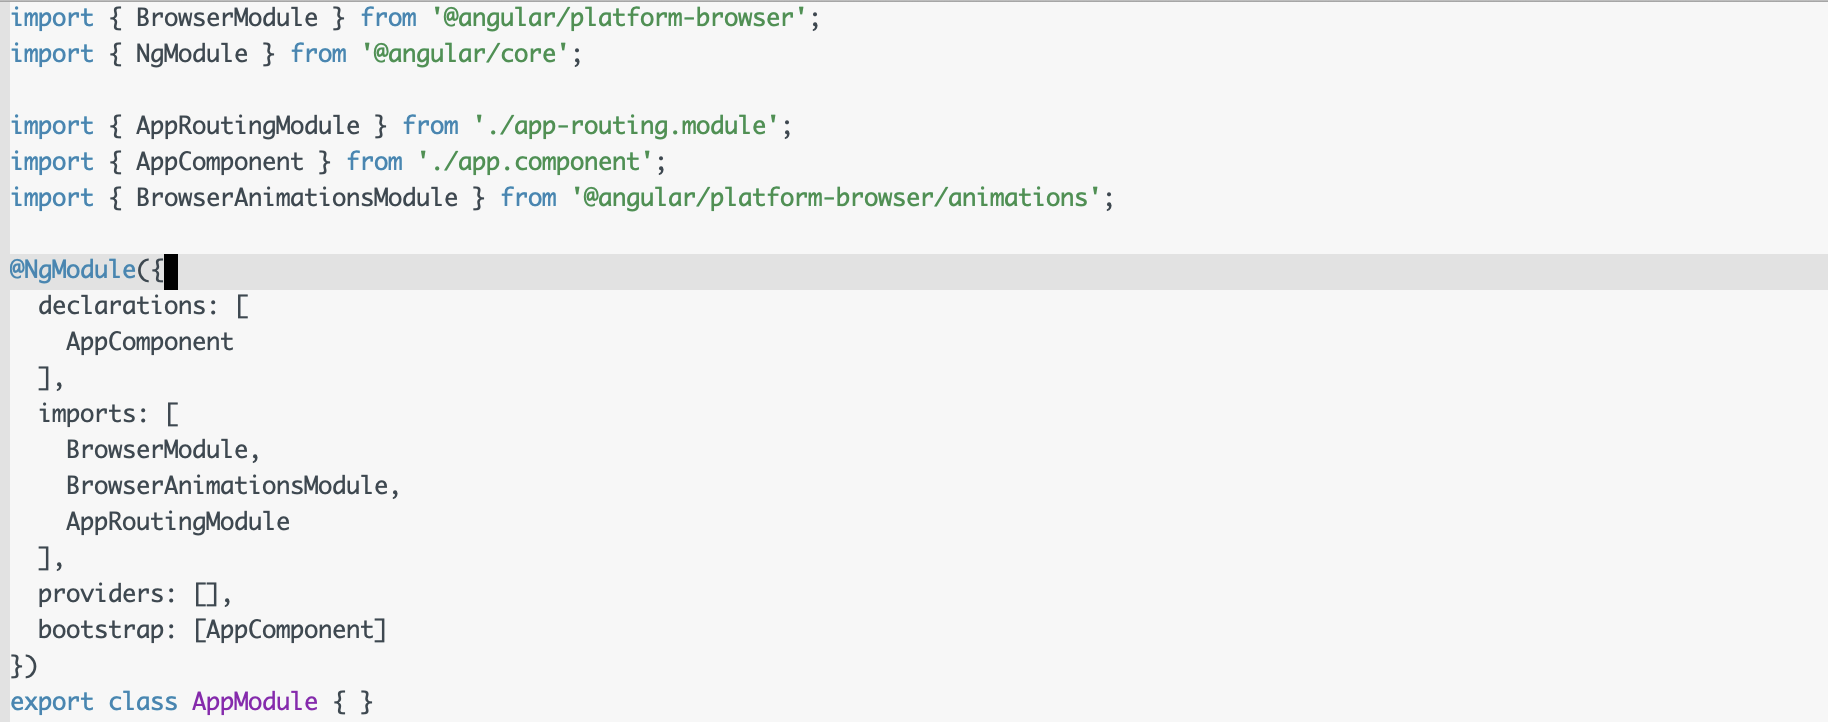 import { BrowserModule } from '@angular/platform-browser';
import { NgModule } from '@angular/core';

import { AppRoutingModule } from './app-routing.module';
import { AppComponent } from './app.component';
import { BrowserAnimationsModule } from '@angular/platform-browser/animations';

@NgModule({
  declarations: [
    AppComponent
  ],
  imports: [
    BrowserModule,
    BrowserAnimationsModule,
    AppRoutingModule
  ],
  providers: [],
  bootstrap: [AppComponent]
})
export class AppModule { }